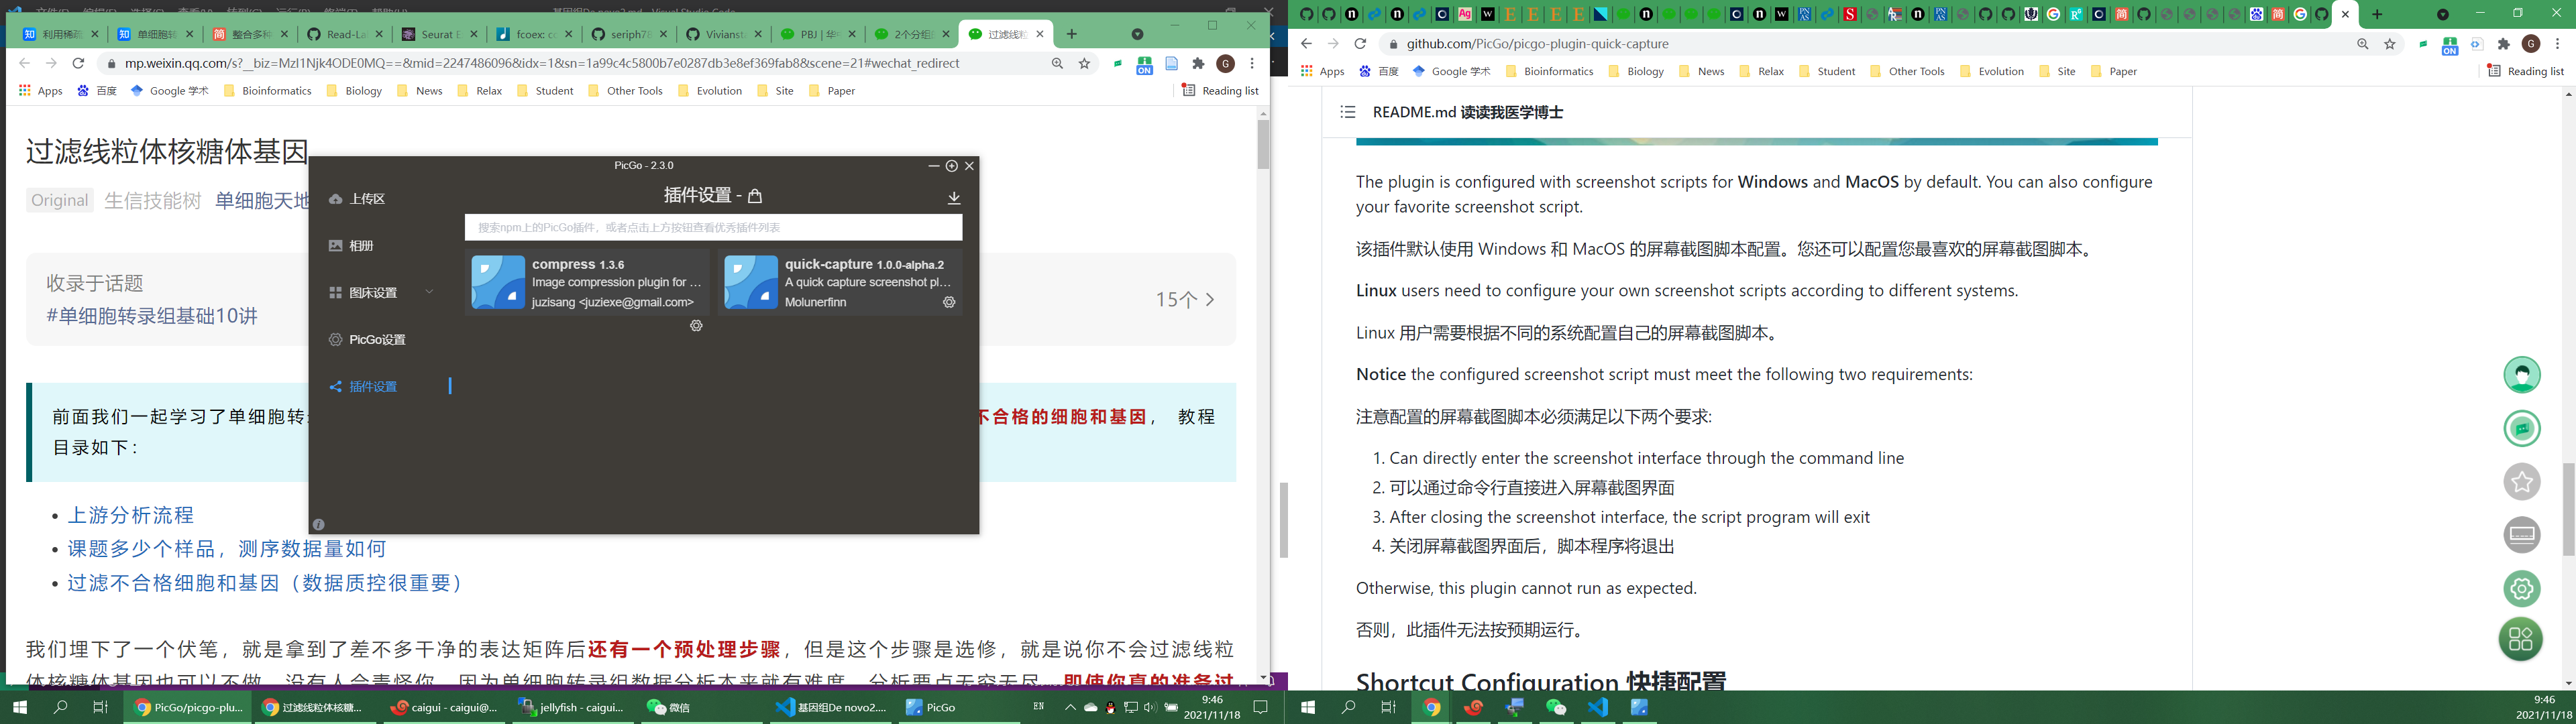 利用稀疏
单细胞转
整合多种
Read-La
Seurat E
fcoex: co
seriph78
Vivianst
PBJ | 华
2个分组
过滤线粒
mp.weixin.qq.com/s?__biz=MzI1Njk4ODE0MQ==&mid=2247486096&idx=1&sn=1a99c4c5800b7e0287db3e8ef369fab8&scene=21#wechat_redirect
Apps 百度 Google 学术 Bioinformatics Biology News Relax Student Other Tools Evolution Site Paper Reading list
过滤线粒体核糖体基因
Original 生信技能树 单细胞天地
收录于话题
#单细胞转录组基础10讲
15个
前面我们一起学习了单细胞转
不合格的细胞和基因， 教程
目录如下：
上游分析流程
课题多少个样品，测序数据量如何
过滤不合格细胞和基因（数据质控很重要）
我们埋下了一个伏笔，就是拿到了差不多干净的表达矩阵后还有一个预处理步骤，但是这个步骤是选修，就是说你不会过滤线粒
体核糖体基因也可以不做，没有人会责怪你，因为单细胞转录组数据分析本来就有难度，分析要点无穷无尽，即使你真的准备过
PicGo - 2.3.0
上传区
相册
图床设置
PicGo设置
插件设置
插件设置 -
搜索npm上的PicGo插件，或者点击上方按钮查看优秀插件列表
compress 1.3.6
Image compression plugin for ...
juzisang <juziexe@gmail.com>
quick-capture 1.0.0-alpha.2
A quick capture screenshot pl...
Molunerfinn
github.com/PicGo/picgo-plugin-quick-capture
Apps 百度 Google 学术 Bioinformatics Biology News Relax Student Other Tools Evolution Site Paper Reading list
README.md 读读我医学博士
The plugin is configured with screenshot scripts for Windows and MacOS by default. You can also configure
your favorite screenshot script.
该插件默认使用 Windows 和 MacOS 的屏幕截图脚本配置。您还可以配置您最喜欢的屏幕截图脚本。
Linux users need to configure your own screenshot scripts according to different systems.
Linux 用户需要根据不同的系统配置自己的屏幕截图脚本。
Notice the configured screenshot script must meet the following two requirements:
注意配置的屏幕截图脚本必须满足以下两个要求:
1. Can directly enter the screenshot interface through the command line
2. 可以通过命令行直接进入屏幕截图界面
3. After closing the screenshot interface, the script program will exit
4. 关闭屏幕截图界面后，脚本程序将退出
Otherwise, this plugin cannot run as expected.
否则，此插件无法按预期运行。
Shortcut Configuration 快捷配置
PicGo/picgo-plu...
过滤线粒体核糖...
caigui - caigui@...
jellyfish - caigui...
微信
基因组De novo2....
PicGo
EN
9:46
2021/11/18
9:46
2021/11/18